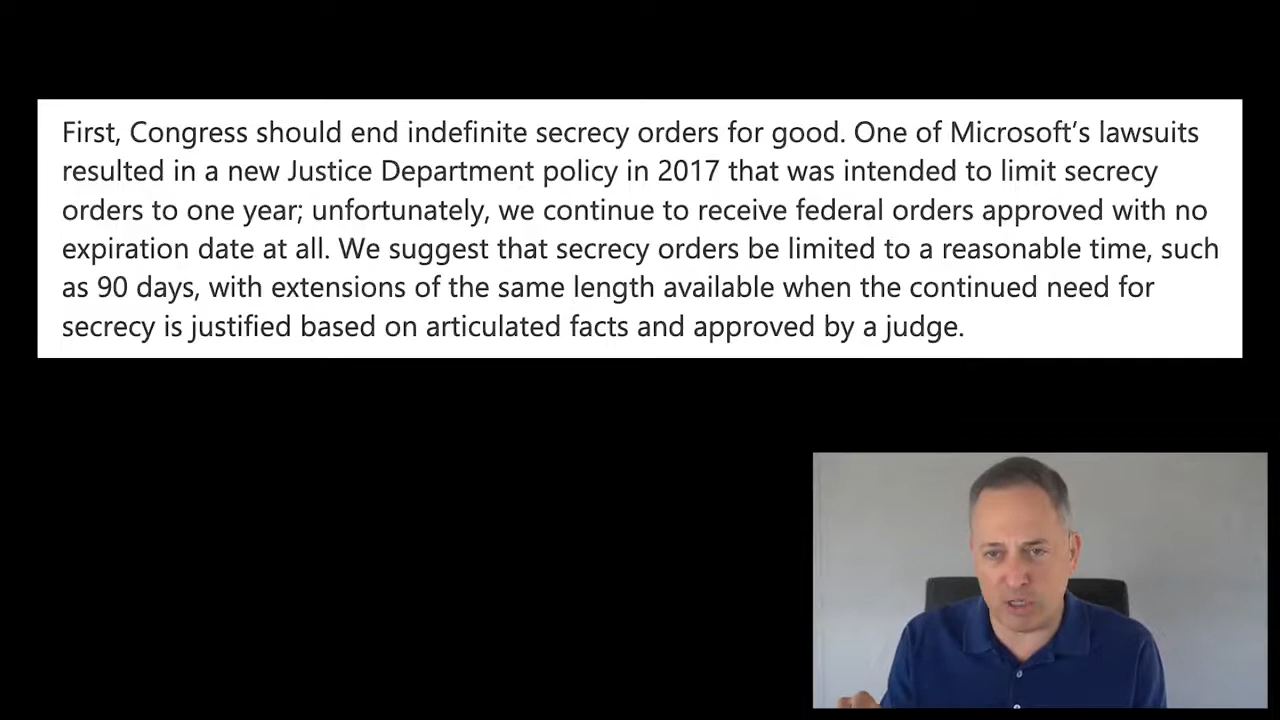 First, Congress should end indefinite secrecy orders for good. One of Microsoft’s lawsuits
resulted in a new Justice Department policy in 2017 that was intended to limit secrecy
orders to one year; unfortunately, we continue to receive federal orders approved with no
expiration date at all. We suggest that secrecy orders be limited to a reasonable time, such
as 90 days, with extensions of the same length available when the continued need for
secrecy is justified based on articulated facts and approved by a judge.